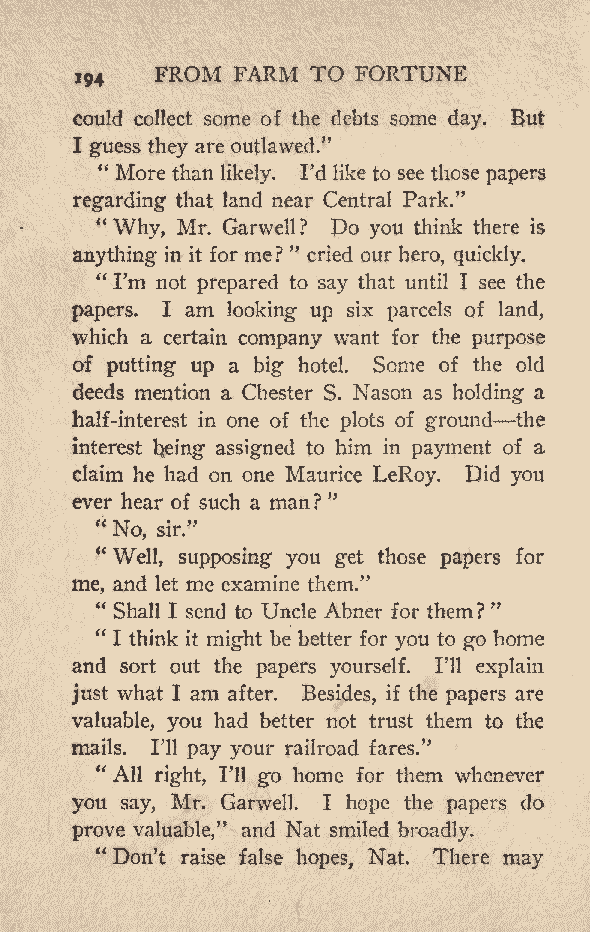 194 FROM FARM TO FORTUNE
could collect some of the debts some day. But
I guess they are outlawed."
" More than likely. I'd like to see those papers
regarding that land near Central Park."
" Why, Mr. Garwell? Do you think there is
anything in it for me? " cried our hero, quickly.
" I'm not prepared to say that until I see the
papers. I am looking up six parcels of land,
which a certain company want for the purpose
of putting up a big hotel. Some of the old
deeds mention a Chester S. Nason as holding a
half-interest in one of the plots of ground—the
interest being assigned to him in payment of a
claim he had on one Maurice LeRoy. Did you
ever hear of such a man? "
" No, sir."
" Well, supposing you get those papers for
me, and let me examine them."
" Shall I send to Uncle Abner for them? "
" I think it might be better for you to go home
and sort out the papers yourself. I'll explain
just what I am after. Besides, if the papers are
valuable, you had better not trust them to the
mails. I'll pay your railroad fares."
" All right, I'll go home for them whenever
you say, Mr. Garwell. I hope the papers do
prove valuable," and Nat smiled broadly.
" Don't raise false hopes, Nat. There may